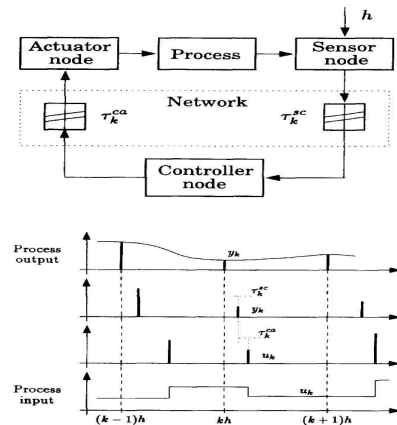 h
Actuator node
Process
Sensor node
Network
τ_k^{ca}
τ_k^{sc}
Controller node
Process output
y_k
τ_k^{sc}
y_k
τ_k^{ca}
u_k
Process input
u_k
(k − 1)h
kh
(k + 1)h